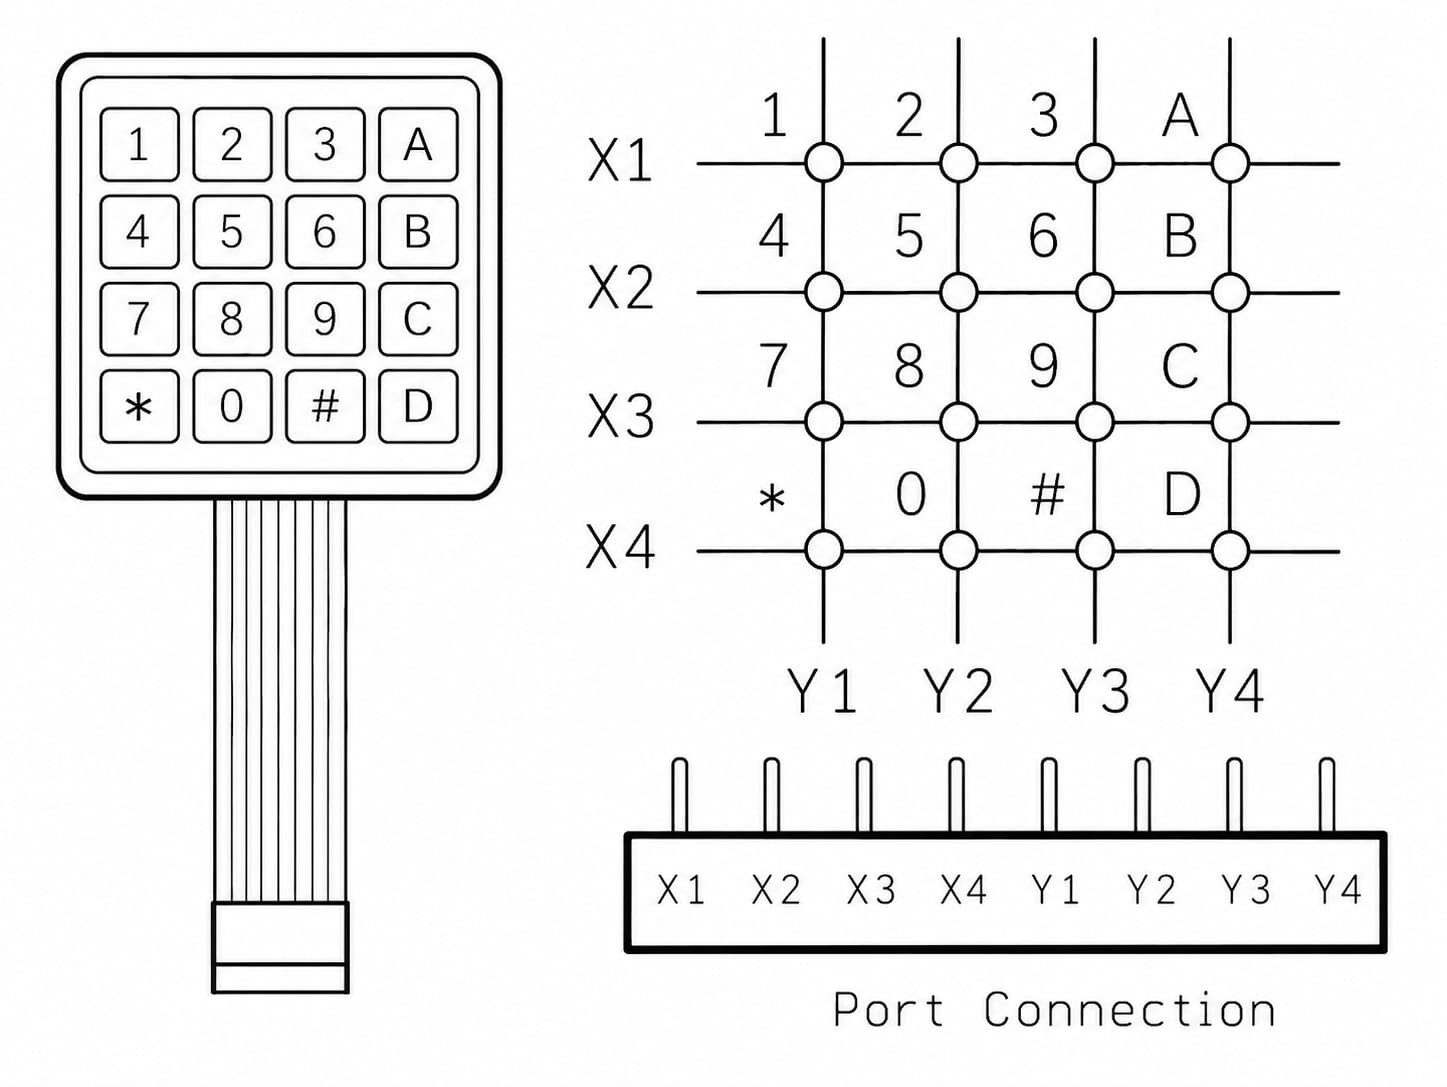 1 2 3 A
4 5 6 B
7 8 9 C
* 0 # D
1 2 3 A
X1
4 5 6 B
X2
7 8 9 C
X3
* 0 # D
X4
Y1 Y2 Y3 Y4
X1 X2 X3 X4 Y1 Y2 Y3 Y4
Port Connection